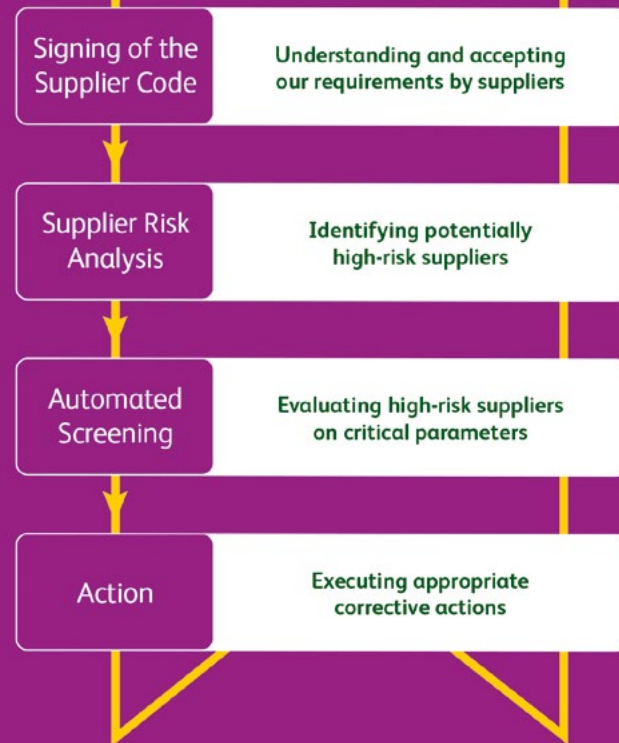 Signing of the
Supplier Code
Understanding and accepting
our requirements by suppliers
Supplier Risk
Analysis
Identifying potentially
high-risk suppliers
Automated
Screening
Evaluating high-risk suppliers
on critical parameters
Action
Executing appropriate
corrective actions